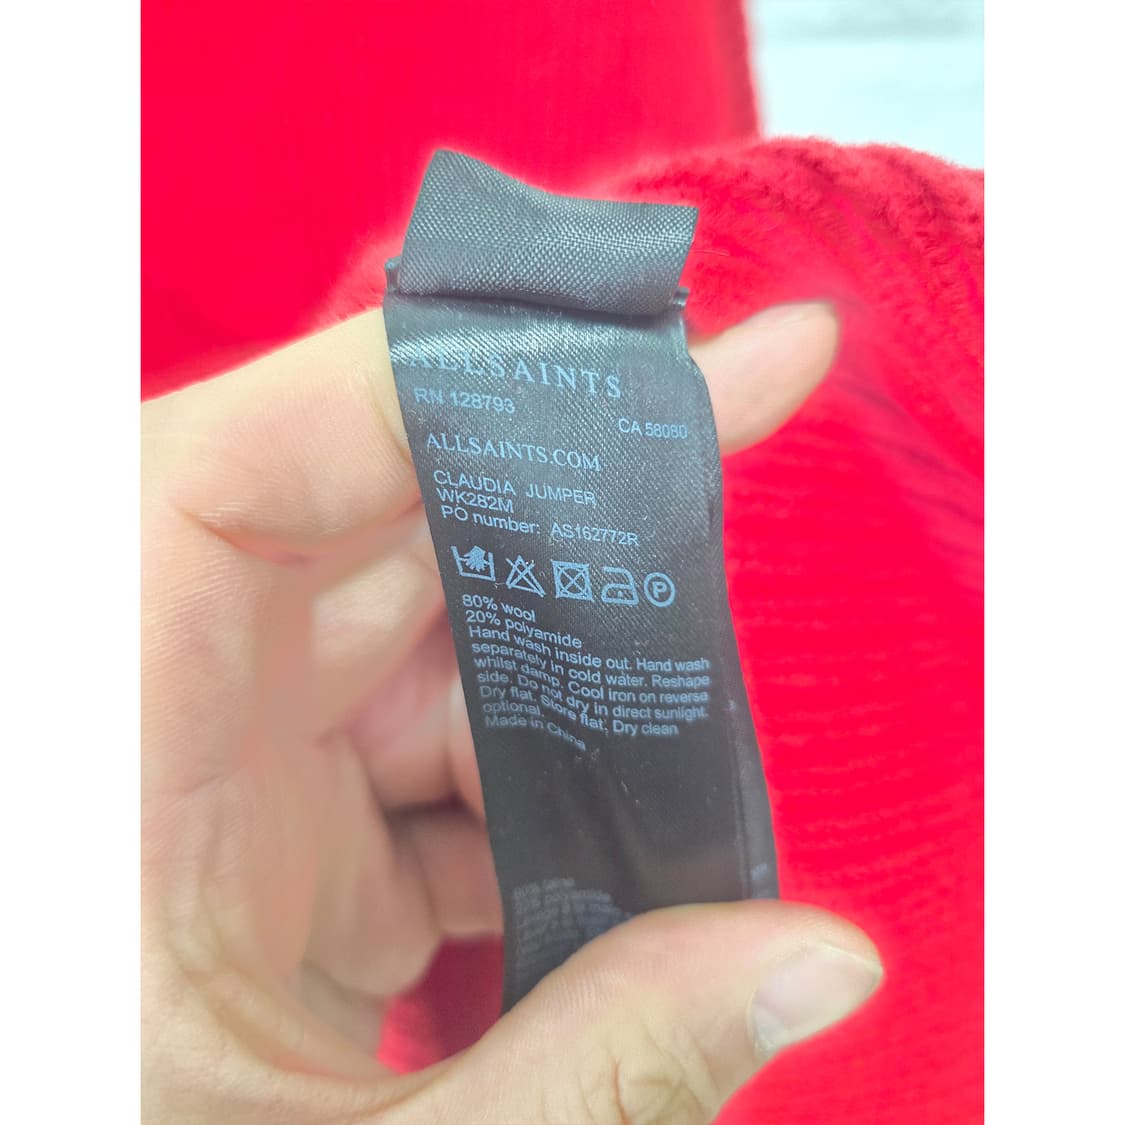 ALLSAINTS
RN 128793
CA 58080
ALLSAINTS.COM
CLAUDIA JUMPER
WK282M
PO number: AS162772R
P
80% wool
20% polyamide
Hand wash inside out. Hand wash
separately in cold water. Reshape
whilst damp. Cool iron on reverse
side. Do not dry in direct sunlight.
Dry flat, Store flat, Dry clean
optional.
Made in China